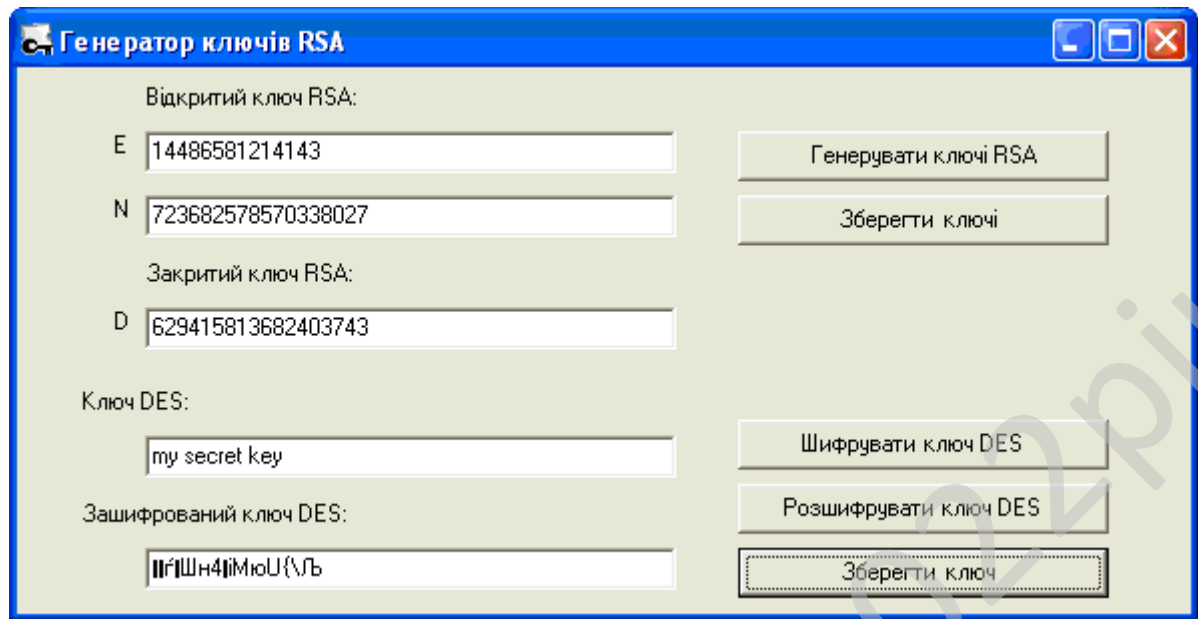 Генератор ключів RSA
Відкритий ключ RSA:
E 14486581214143
Генерувати ключі RSA
N 723682578570338027
Зберегти ключі
Закритий ключ RSA:
D 629415813682403743
Ключ DES:
my secret key
Шифрувати ключ DES
Зашифрований ключ DES:
Розшифрувати ключ DES
Зберегти ключ